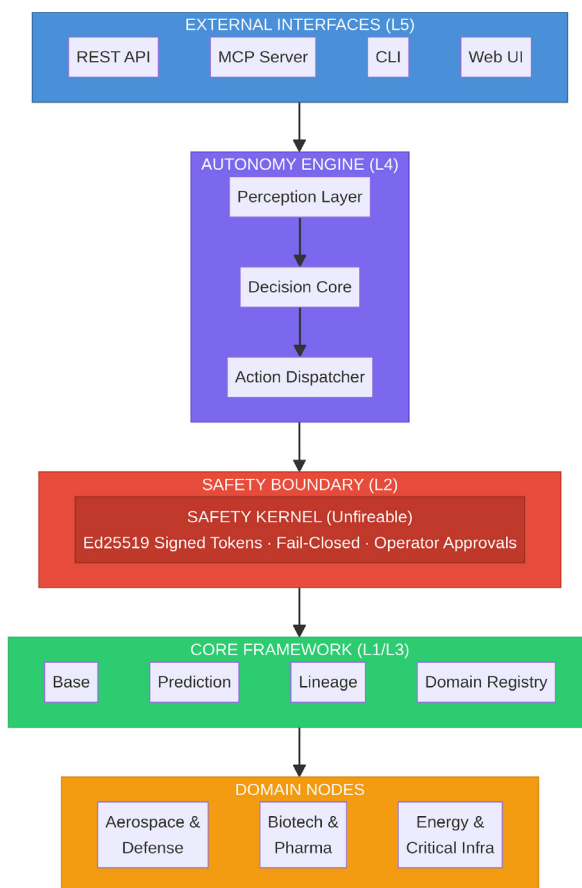 EXTERNAL INTERFACES (L5)
REST API
MCP Server
CLI
Web UI
AUTONOMY ENGINE (L4)
Perception Layer
Decision Core
Action Dispatcher
SAFETY BOUNDARY (L2)
SAFETY KERNEL (Unfireable)
Ed25519 Signed Tokens · Fail-Closed · Operator Approvals
CORE FRAMEWORK (L1/L3)
Base
Prediction
Lineage
Domain Registry
DOMAIN NODES
Aerospace &
Defense
Biotech &
Pharma
Energy &
Critical Infra